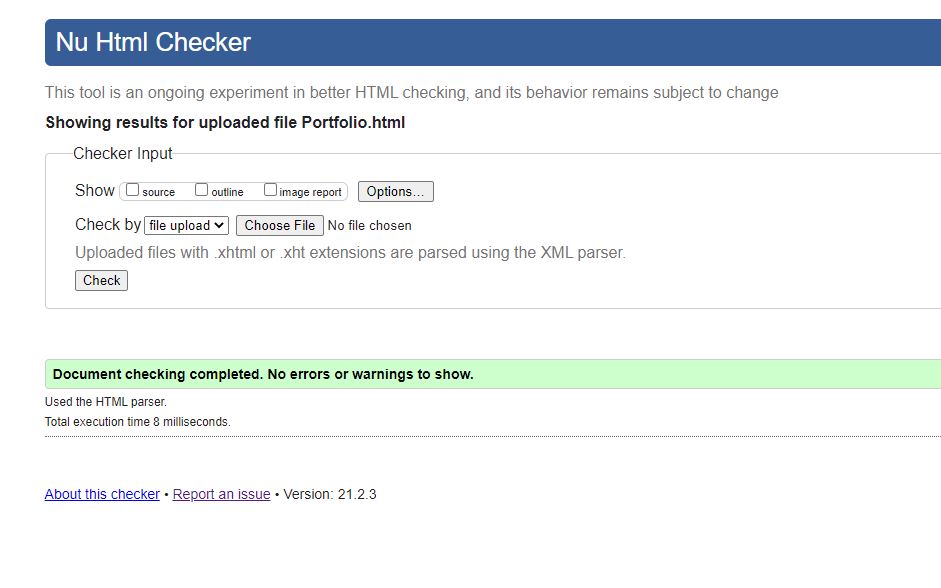 Nu Html Checker
This tool is an ongoing experiment in better HTML checking, and its behavior remains subject to change
Showing results for uploaded file Portfolio.html
Checker Input
Show source outline image report Options...
Check by file upload Choose File No file chosen
Uploaded files with .xhtml or .xht extensions are parsed using the XML parser.
Check
Document checking completed. No errors or warnings to show.
Used the HTML parser.
Total execution time 8 milliseconds.
About this checker • Report an issue • Version: 21.2.3